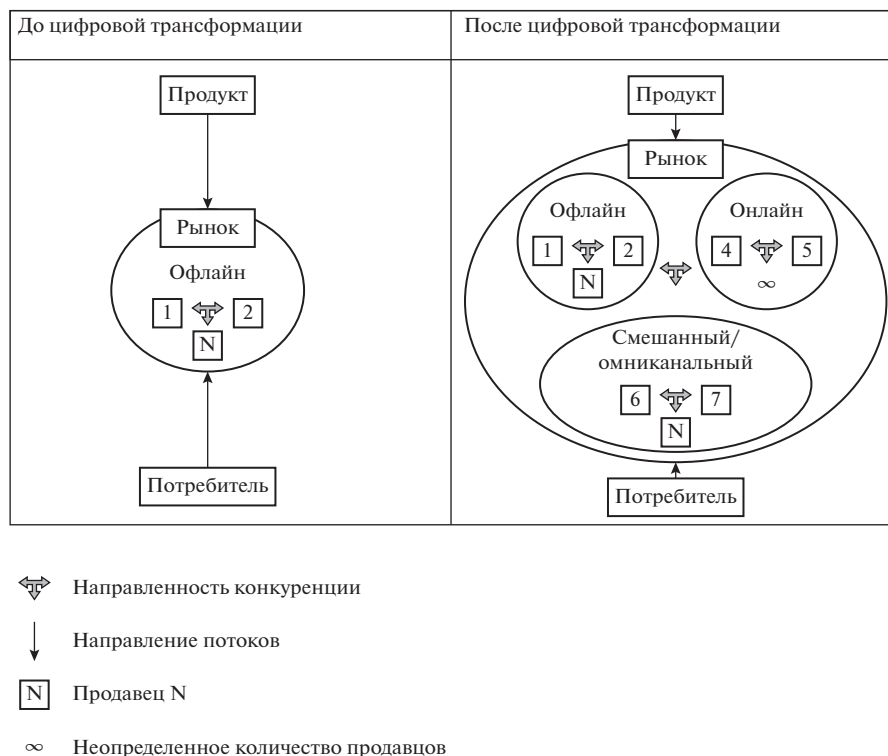 До цифровой трансформации
Продукт
Рынок
Офлайн
1 2
N
Потребитель
После цифровой трансформации
Продукт
Рынок
Офлайн
1 2
N
Онлайн
4 5
∞
Смешанный/
омниканальный
6 7
N
Потребитель
Направленность конкуренции
Направление потоков
N Продавец N
∞ Неопределенное количество продавцов